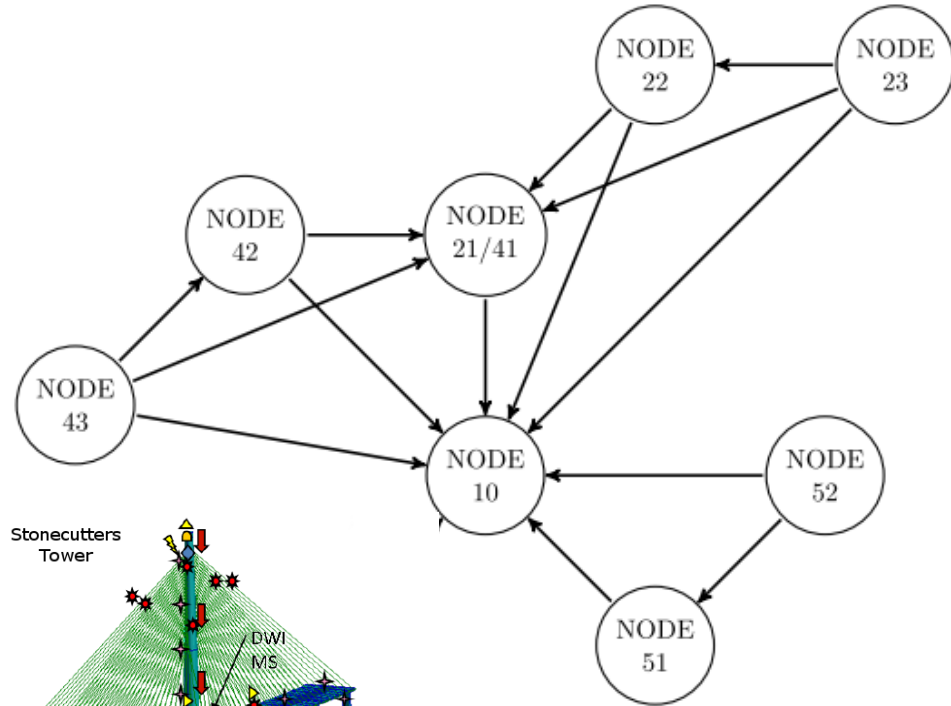 NODE
22
NODE
23
NODE
42
NODE
21/41
NODE
43
NODE
10
NODE
52
NODE
51
Stonecutters
Tower
DWI
MS